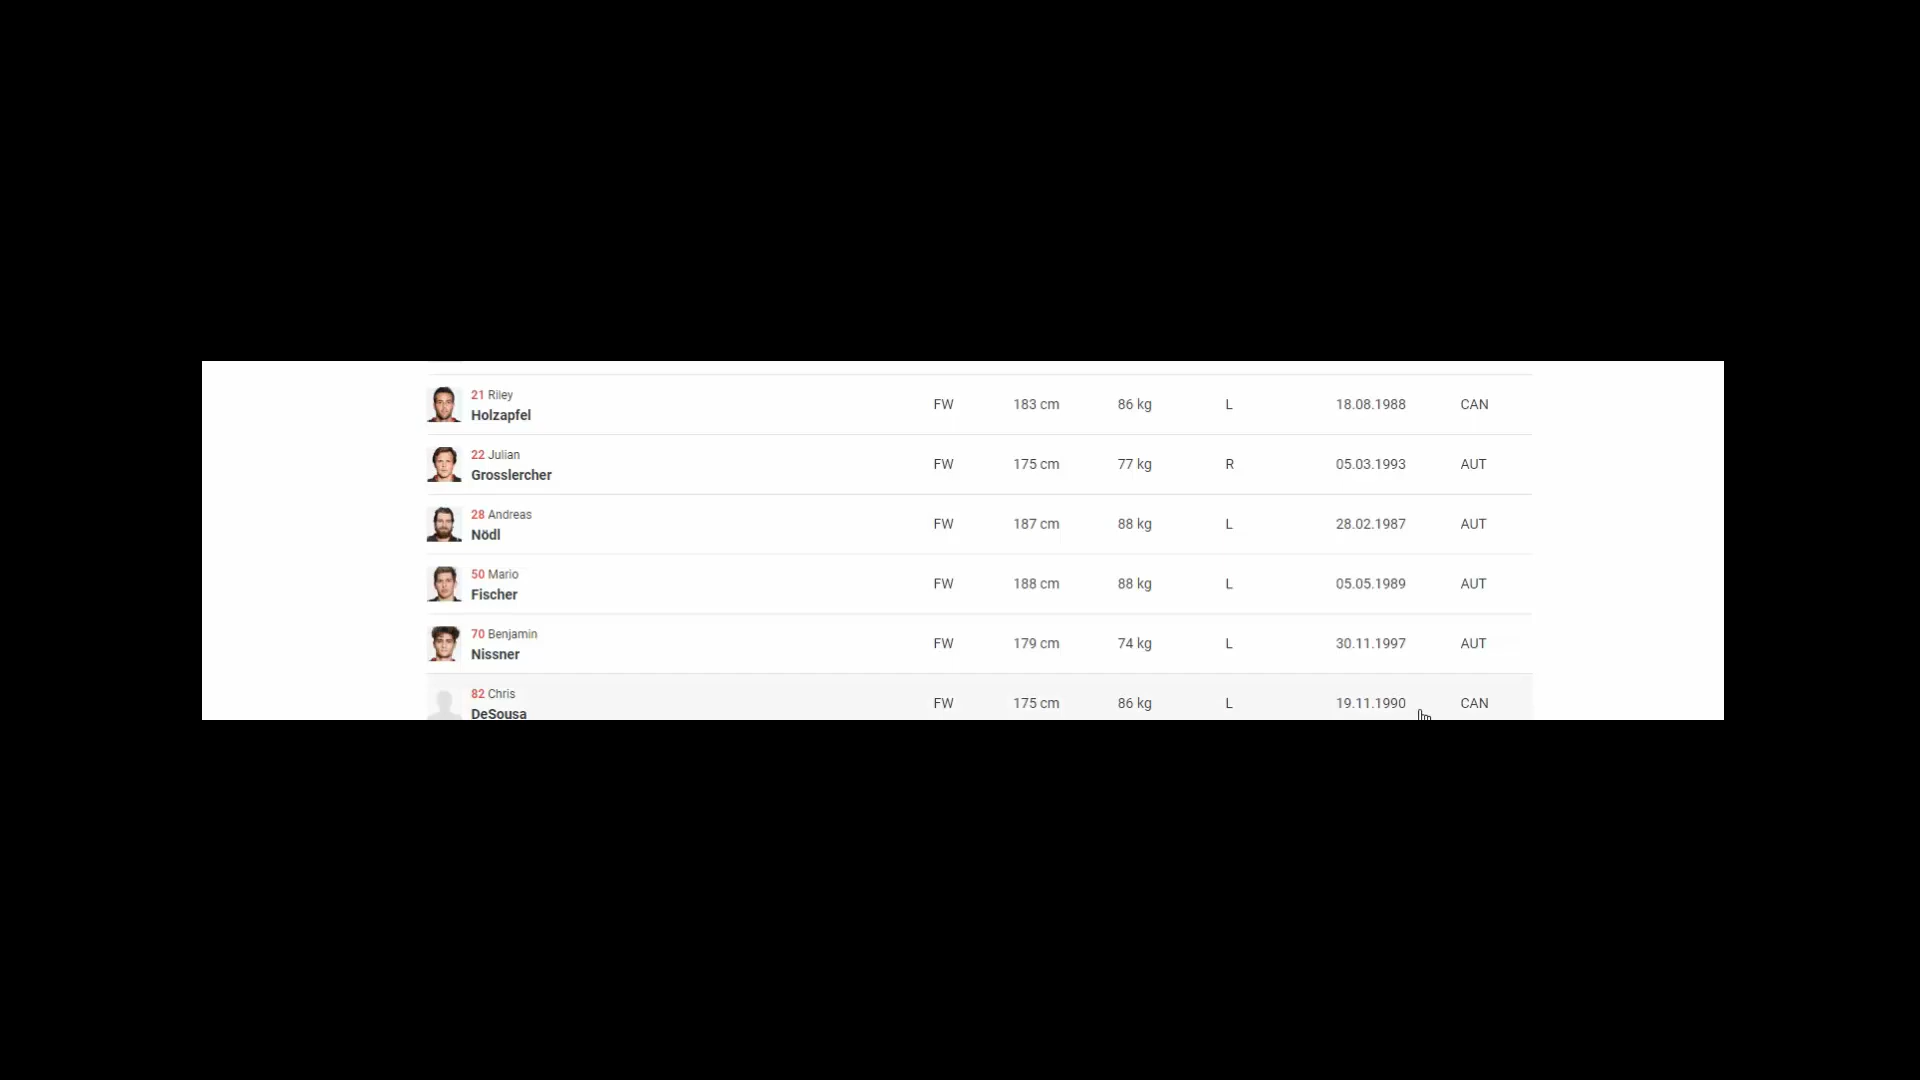 21 Riley
Holzapfel
FW 183 cm 86 kg L 18.08.1988 CAN
22 Julian
Grosslercher
FW 175 cm 77 kg R 05.03.1993 AUT
28 Andreas
Nödl
FW 187 cm 88 kg L 28.02.1987 AUT
50 Mario
Fischer
FW 188 cm 88 kg L 05.05.1989 AUT
70 Benjamin
Nissner
FW 179 cm 74 kg L 30.11.1997 AUT
82 Chris
DeSousa
FW 175 cm 86 kg L 19.11.1990 CAN